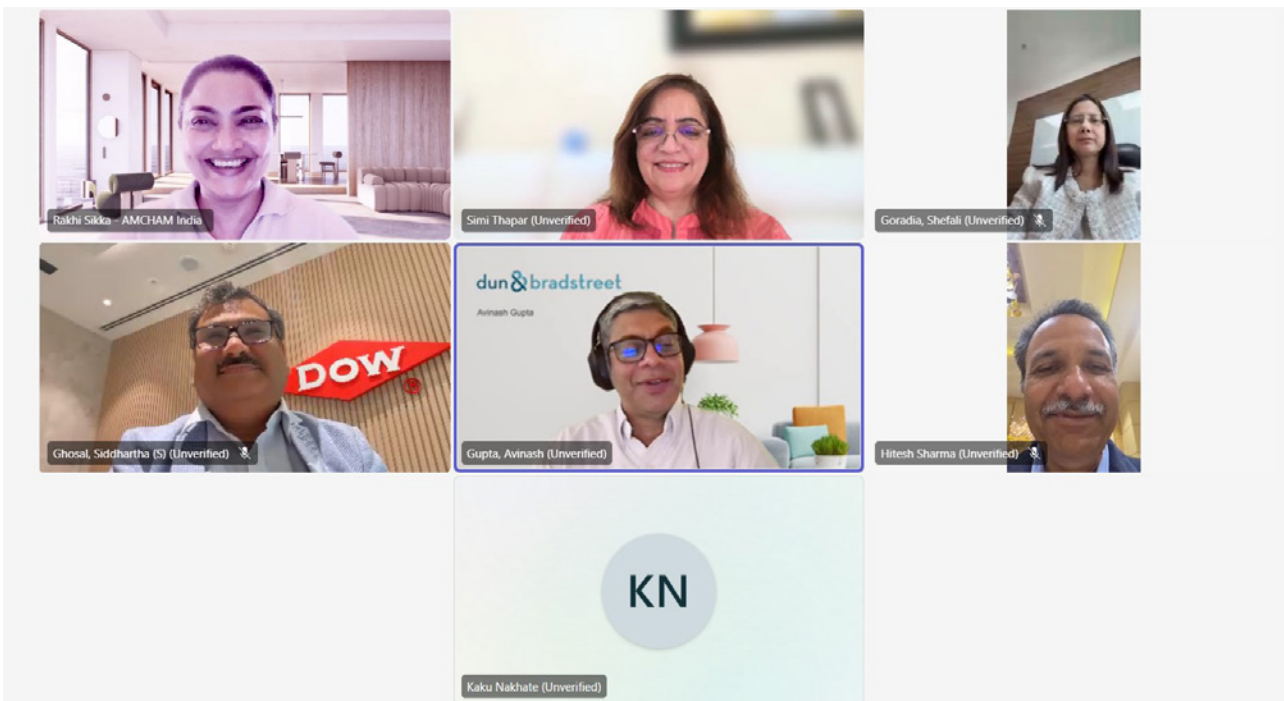 Rakhi Sikka - AMCHAM India
Simi Thapar (Unverified)
Goradia, Shefali (Unverified)
DOW
®
Ghosal, Siddhartha (S) (Unverified)
dun & bradstreet
Avinash Gupta
Gupta, Avinash (Unverified)
Hitesh Sharma (Unverified)
KN
Kaku Nakhate (Unverified)